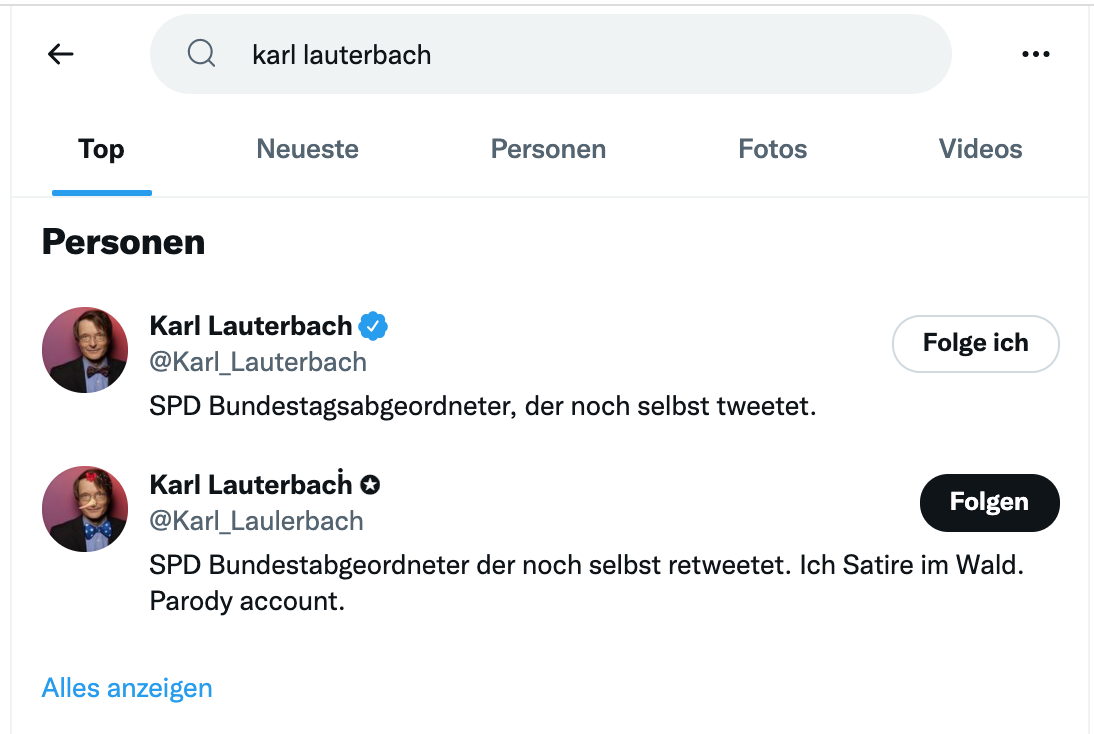 karl lauterbach
Top Neueste Personen Fotos Videos
Personen
Karl Lauterbach
Folge ich
@Karl_Lauterbach
SPD Bundestagsabgeordneter, der noch selbst tweetet.
Karl Lauterbacḣ ✪
Folgen
@Karl_Laulerbach
SPD Bundestabgeordneter der noch selbst retweetet. Ich Satire im Wald.
Parody account.
Alles anzeigen